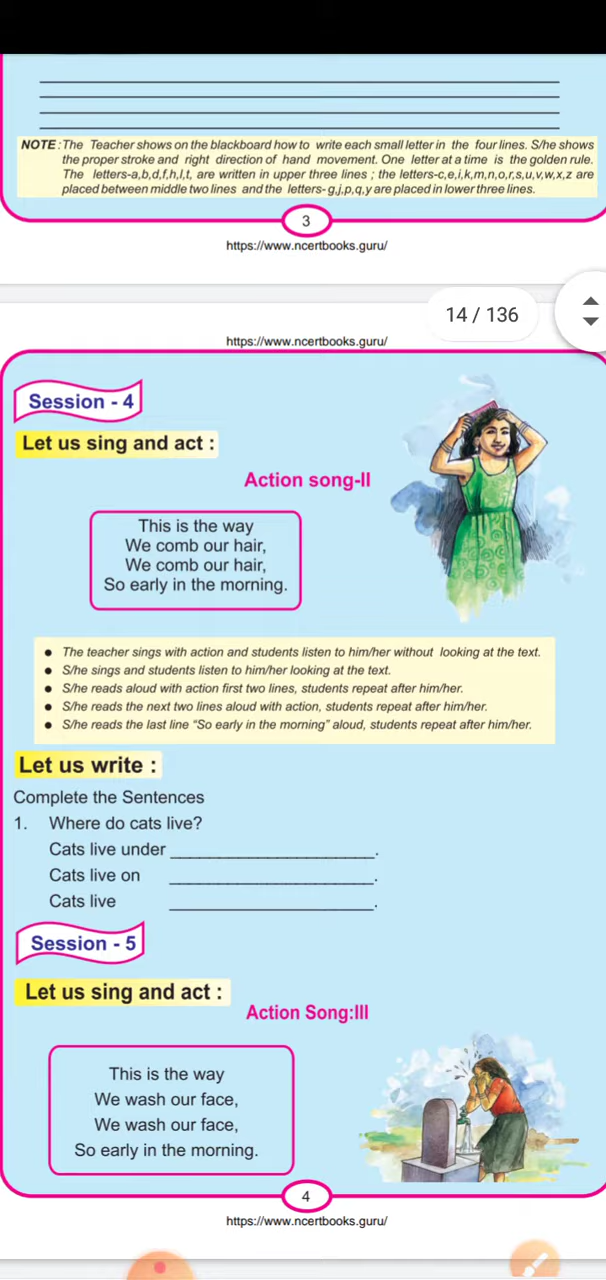 NOTE : The Teacher shows on the blackboard how to write each small letter in the four lines. S/he shows
the proper stroke and right direction of hand movement. One letter at a time is the golden rule.
The letters-a,b,d,f,h,l,t, are written in upper three lines ; the letters-c,e,i,k,m,n,o,r,s,u,v,w,x,z are
placed between middle two lines and the letters- g,j,p,q,y are placed in lower three lines.
3
https://www.ncertbooks.guru/
14 / 136
https://www.ncertbooks.guru/
Session - 4
Let us sing and act :
Action song-II
This is the way
We comb our hair,
We comb our hair,
So early in the morning.
● The teacher sings with action and students listen to him/her without looking at the text.
● S/he sings and students listen to him/her looking at the text.
● S/he reads aloud with action first two lines, students repeat after him/her.
● S/he reads the next two lines aloud with action, students repeat after him/her.
● S/he reads the last line “So early in the morning” aloud, students repeat after him/her.
Let us write :
Complete the Sentences
1. Where do cats live?
Cats live under ______________________.
Cats live on ______________________.
Cats live ______________________.
Session - 5
Let us sing and act :
Action Song:III
This is the way
We wash our face,
We wash our face,
So early in the morning.
4
https://www.ncertbooks.guru/